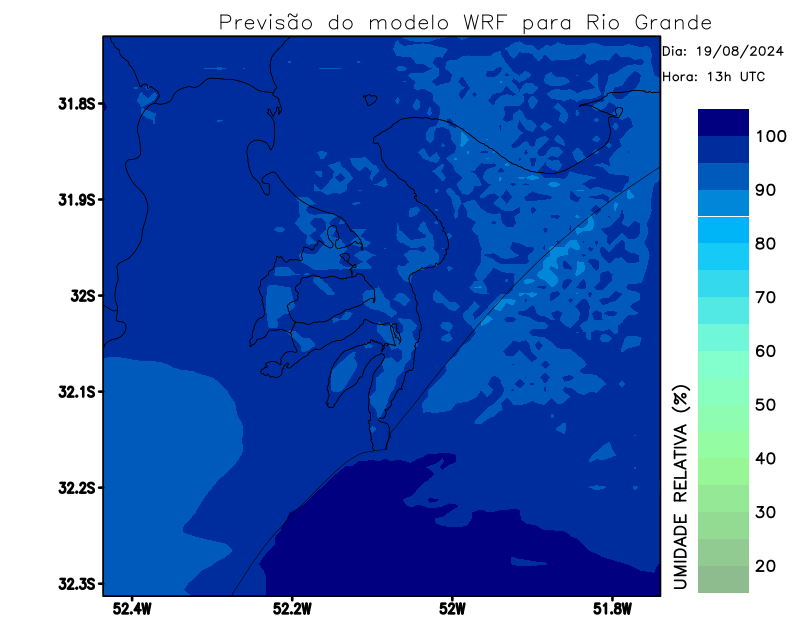 Previsão do modelo WRF para Rio Grande
Dia: 19/08/2024
Hora: 13h UTC
31.8S
31.9S
32S
32.1S
32.2S
32.3S
52.4W
52.2W
52W
51.8W
UMIDADE RELATIVA (%)
100
90
80
70
60
50
40
30
20